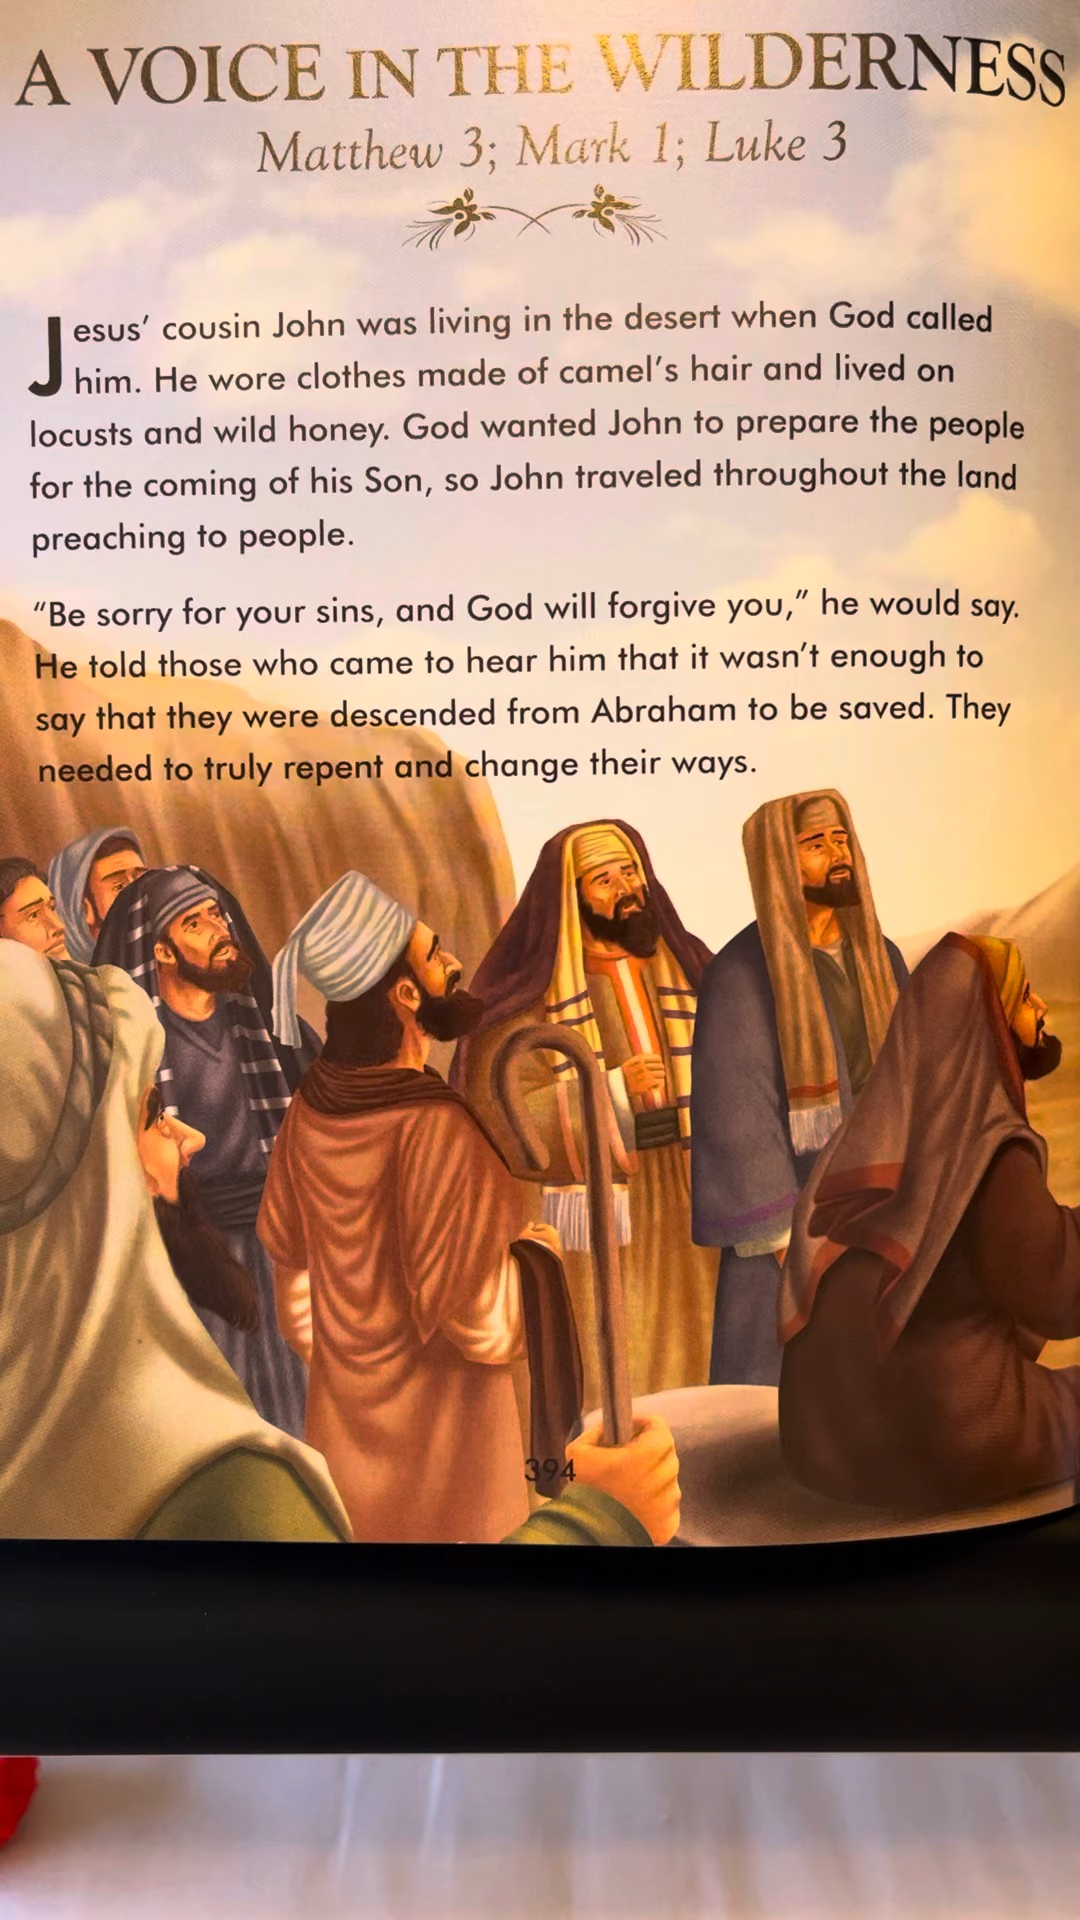 A VOICE IN THE WILDERNESS
Matthew 3; Mark 1; Luke 3
Jesus’ cousin John was living in the desert when God called
him. He wore clothes made of camel’s hair and lived on
locusts and wild honey. God wanted John to prepare the people
for the coming of his Son, so John traveled throughout the land
preaching to people.
“Be sorry for your sins, and God will forgive you,” he would say.
He told those who came to hear him that it wasn’t enough to
say that they were descended from Abraham to be saved. They
needed to truly repent and change their ways.
394